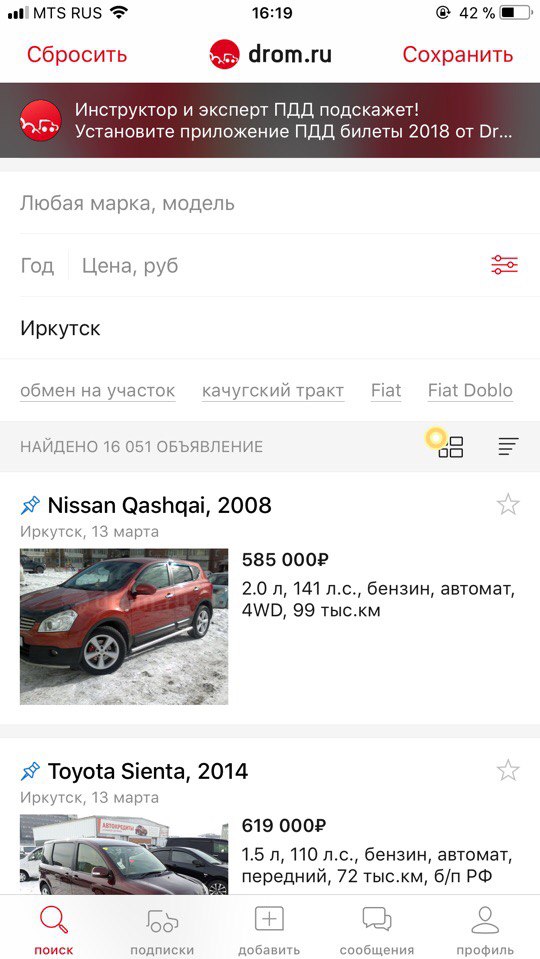 MTS RUS 16:19 42 %
Сбросить drom.ru Сохранить
Инструктор и эксперт ПДД подскажет!
Установите приложение ПДД билеты 2018 от Dr...
Любая марка, модель
Год Цена, руб
Иркутск
обмен на участок качугский тракт Fiat Fiat Doblo
НАЙДЕНО 16 051 ОБЪЯВЛЕНИЕ
Nissan Qashqai, 2008
Иркутск, 13 марта
585 000₽
2.0 л, 141 л.с., бензин, автомат,
4WD, 99 тыс.км
Toyota Sienta, 2014
Иркутск, 13 марта
АВТОКРЕДИТЫ
619 000₽
1.5 л, 110 л.с., бензин, автомат,
передний, 72 тыс.км, б/п РФ
поиск подписки добавить сообщения профиль